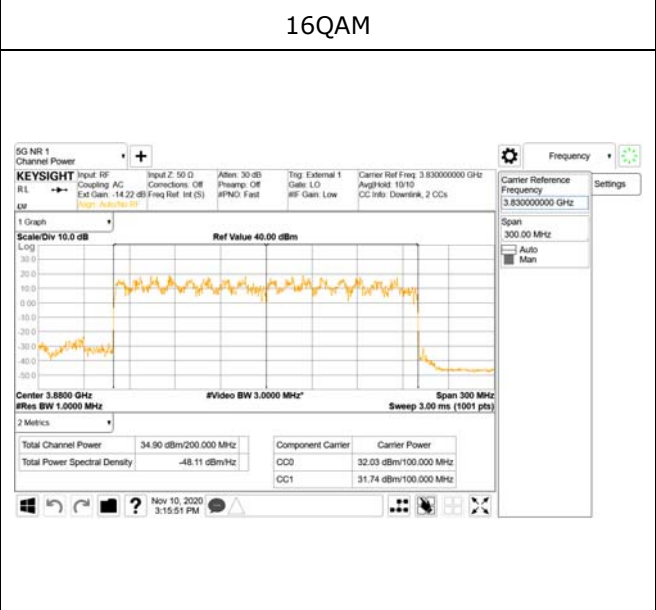 16QAM
5G NR 1
Channel Power
Frequency
KEYSIGHT
RL
Input: RF
Coupling: AC
Ext Gain: -14.22 dB
Align: Auto/No RF
Input Z: 50 Ω
Corrections: Off
Freq Ref: Int (S)
Atten: 30 dB
Preamp: Off
#PNO: Fast
Trig: External 1
Gate: LO
#IF Gain: Low
Carrier Ref Freq: 3.830000000 GHz
Avg|Hold: 10/10
CC Info: Downlink, 2 CCs
Carrier Reference
Frequency
3.830000000 GHz
Span
300.00 MHz
Auto
Man
Settings
1 Graph
Scale/Div 10.0 dB
Ref Value 40.00 dBm
Log
30.0
20.0
10.0
0.00
-10.0
-20.0
-30.0
-40.0
-50.0
Center 3.8800 GHz
#Video BW 3.0000 MHz*
Span 300 MHz
#Res BW 1.0000 MHz
Sweep 3.00 ms (1001 pts)
2 Metrics
Total Channel Power 34.90 dBm/200.000 MHz
Total Power Spectral Density -48.11 dBm/Hz
Component Carrier Carrier Power
CC0 32.03 dBm/100.000 MHz
CC1 31.74 dBm/100.000 MHz
?
Nov 10, 2020
3:15:51 PM